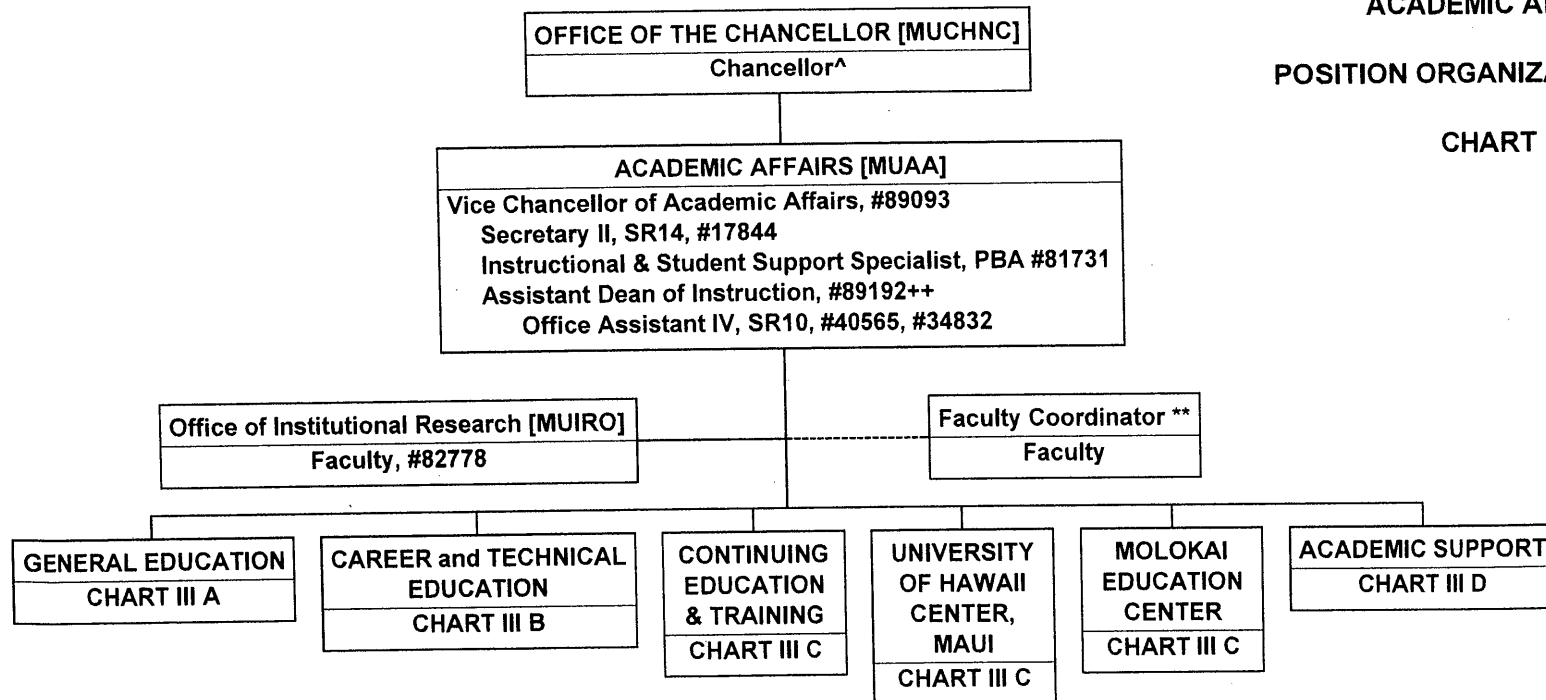 ACADEMIC
POSITION
CHART
OFFICE OF THE CHANCELLOR [MUCHNC]
Chancellor^
ACADEMIC AFFAIRS [MUAA]
Vice Chancellor of Academic Affairs, #89093
Secretary II, SR14, #17844
Instructional & Student Support Specialist, PBA #81731
Assistant Dean of Instruction, #89192++
Office Assistant IV, SR10, #40565, #34832
Office of Institutional Research [MUIRO]
Faculty, #82778
Faculty Coordinator **
Faculty
GENERAL EDUCATION
CHART III A
CAREER and TECHNICAL
EDUCATION
CHART III B
CONTINUING
EDUCATION
& TRAINING
CHART III C
UNIVERSITY
OF HAWAII
CENTER,
MAUI
CHART III C
MOLOKAI
EDUCATION
CENTER
CHART III C
ACADEMIC SUPPORT
CHART III D